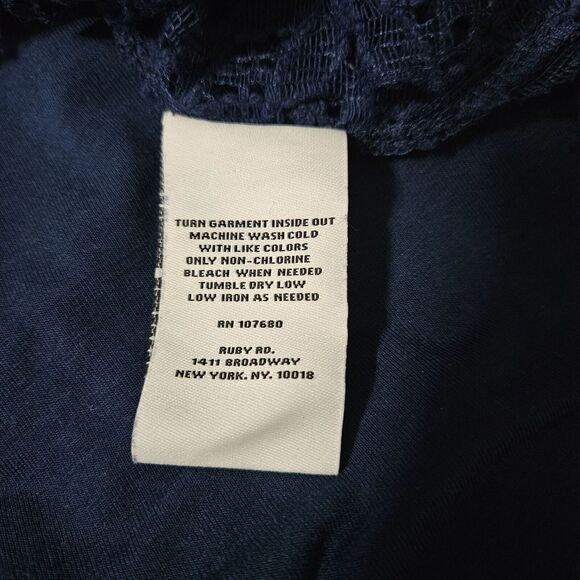 TURN GARMENT INSIDE OUT
MACHINE WASH COLD
WITH LIKE COLORS
ONLY NON-CHLORINE
BLEACH WHEN NEEDED
TUMBLE DRY LOW
LOW IRON AS NEEDED
RN 107680
RUBY RD.
1411 BROADWAY
NEW YORK. NY. 10018